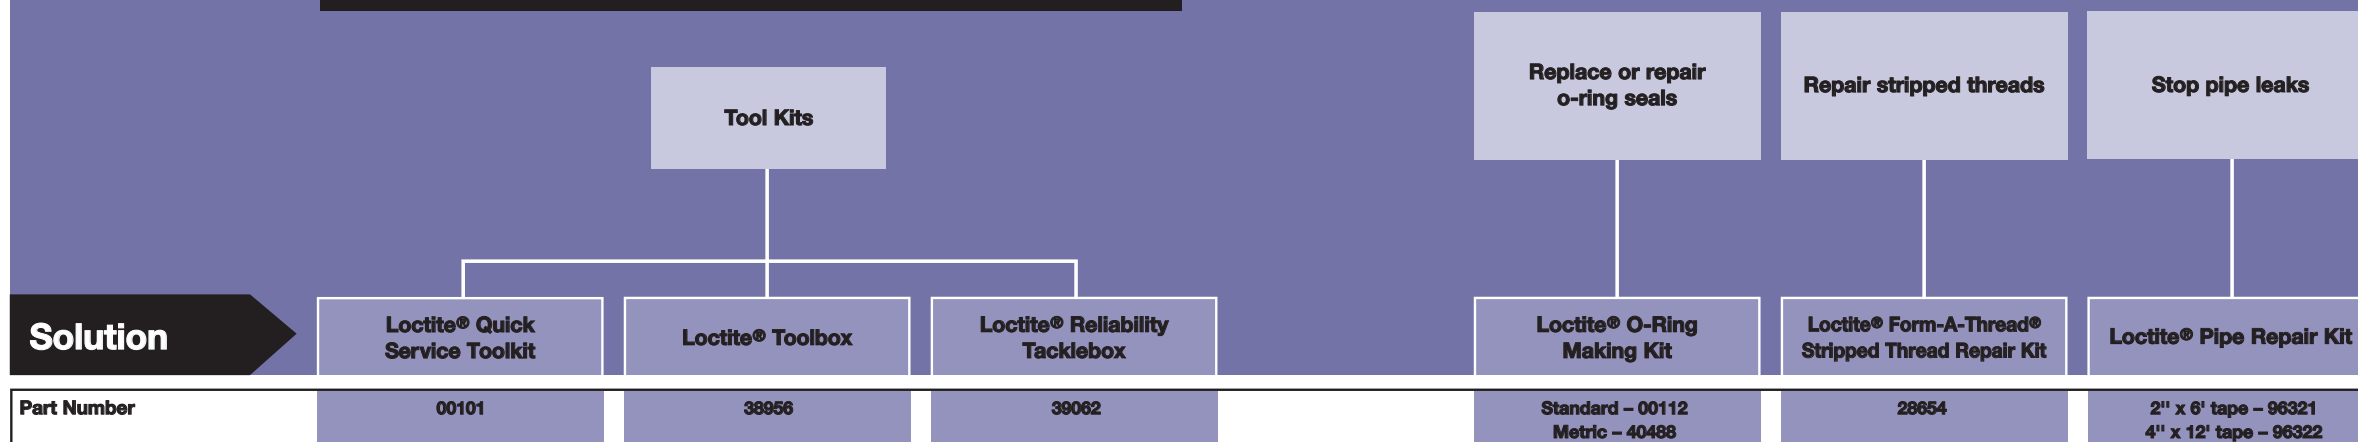 Replace or repair
o-ring seals
Repair stripped threads
Stop pipe leaks
Tool Kits
Solution
Loctite® Quick
Service Toolkit
Loctite® Toolbox
Loctite® Reliability
Tacklebox
Loctite® O-Ring
Making Kit
Loctite® Form-A-Thread®
Stripped Thread Repair Kit
Loctite® Pipe Repair Kit
Part Number
00101
38956
39062
Standard – 00112
Metric – 40488
28654
2" x 6' tape – 96321
4" x 12' tape – 96322